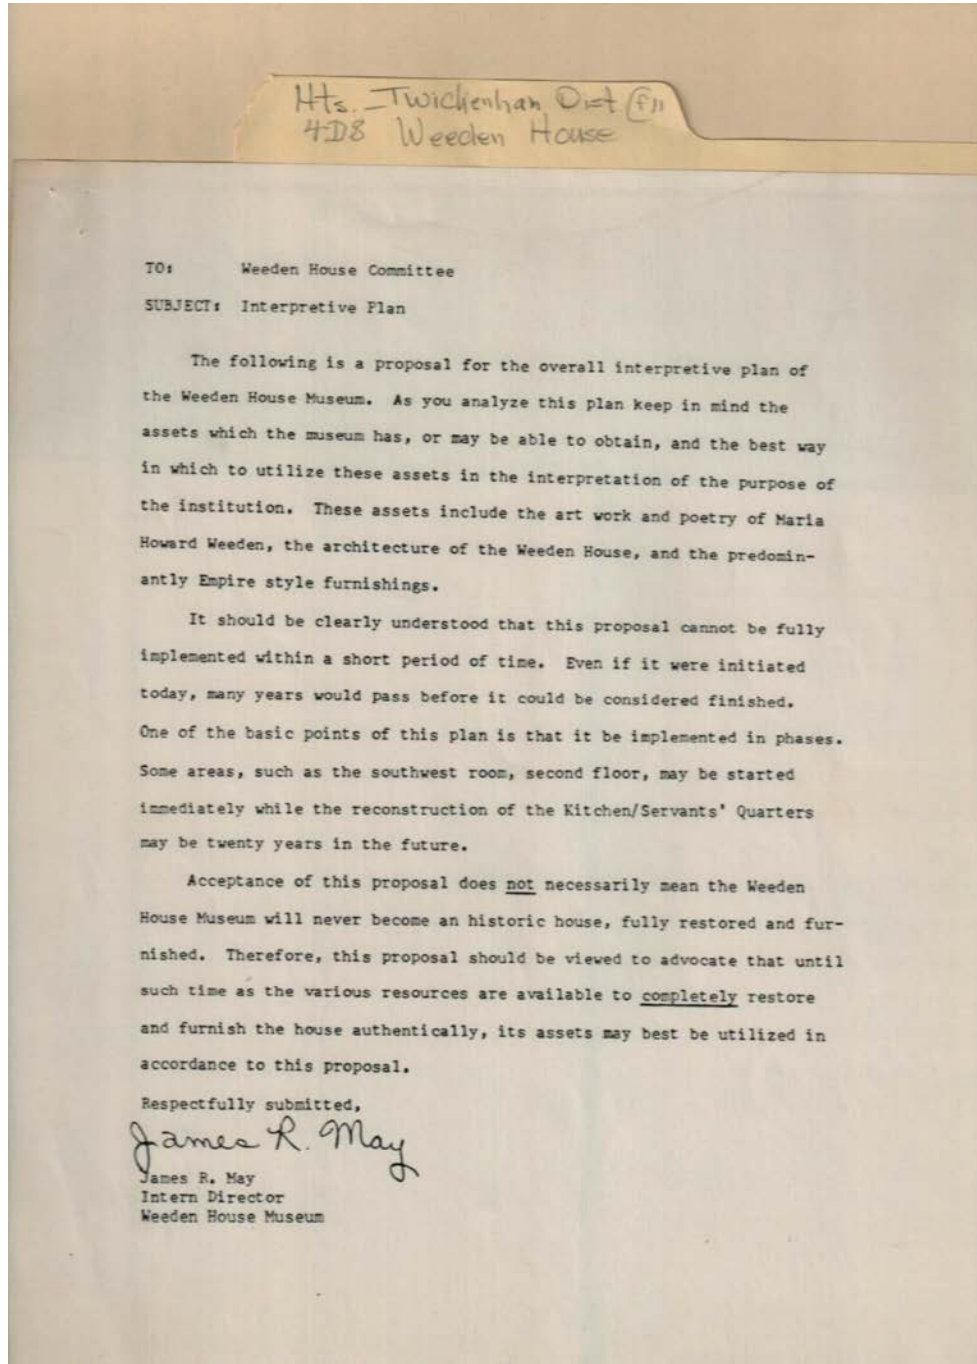 Hts. - Twichenhan Dist
4D8 Weeden House
TO: Weeden House Committee
SUBJECT: Interpretive Plan
The following is a proposal for the overall interpretive plan of
the Weeden House Museum. As you analyze this plan keep in mind the
assets which the museum has, or may be able to obtain, and the best way
in which to utilize these assets in the interpretation of the purpose of
the institution. These assets include the art work and poetry of Maria
Howard Weeden, the architecture of the Weeden House, and the predomin-
antly Empire style furnishings.
It should be clearly understood that this proposal cannot be fully
implemented within a short period of time. Even if it were initiated
today, many years would pass before it could be considered finished.
One of the basic points of this plan is that it be implemented in phases.
Some areas, such as the southwest room, second floor, may be started
immediately while the reconstruction of the Kitchen/Servants' Quarters
may be twenty years in the future.
Acceptance of this proposal does not necessarily mean the Weeden
House Museum will never become an historic house, fully restored and fur-
nished. Therefore, this proposal should be viewed to advocate that until
such time as the various resources are available to completely restore
and furnish the house authentically, its assets may best be utilized in
accordance to this proposal.
Respectfully submitted,
James R. May
James R. May
Intern Director
Weeden House Museum